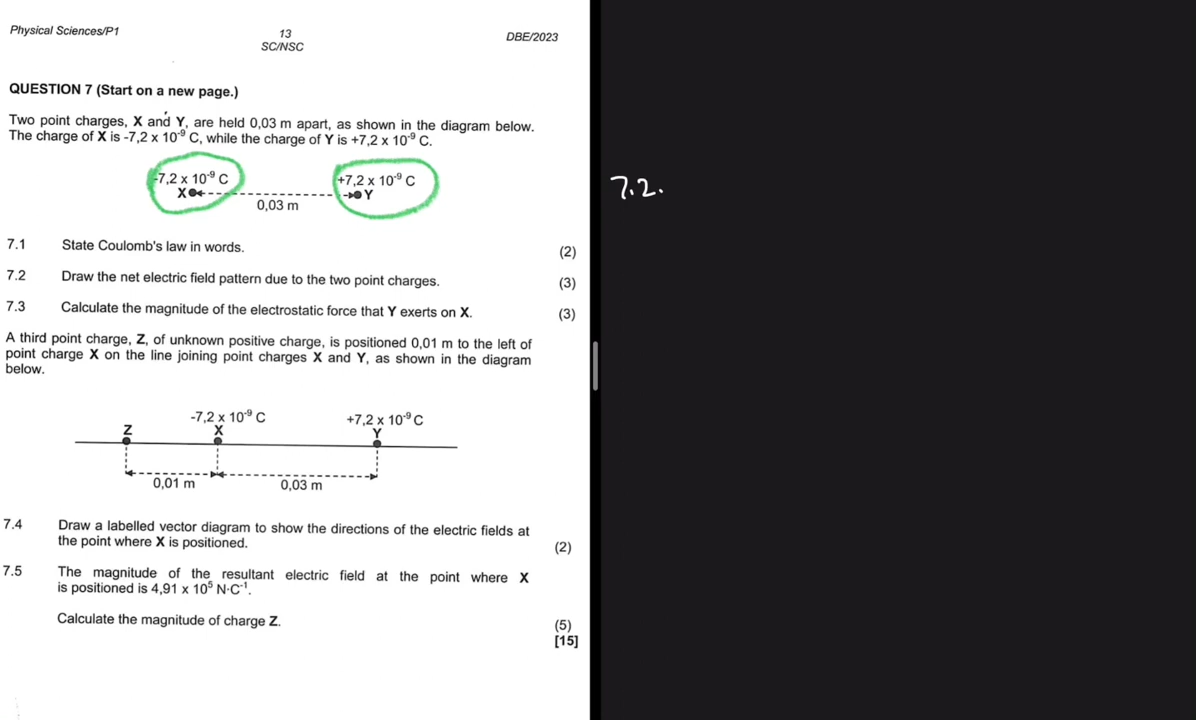 Physical Sciences/P1
13
SC/NSC
DBE/2023
QUESTION 7 (Start on a new page.)
Two point charges, X and Y, are held 0,03 m apart, as shown in the diagram below.
The charge of X is -7,2 x 10⁻⁹ C, while the charge of Y is +7,2 x 10⁻⁹ C.
-7,2 x 10⁻⁹ C
+7,2 x 10⁻⁹ C
X
Y
0,03 m
7.2.
7.1 State Coulomb's law in words. (2)
7.2 Draw the net electric field pattern due to the two point charges. (3)
7.3 Calculate the magnitude of the electrostatic force that Y exerts on X. (3)
A third point charge, Z, of unknown positive charge, is positioned 0,01 m to the left of
point charge X on the line joining point charges X and Y, as shown in the diagram
below.
-7,2 x 10⁻⁹ C
+7,2 x 10⁻⁹ C
Z
X
Y
0,01 m
0,03 m
7.4 Draw a labelled vector diagram to show the directions of the electric fields at
the point where X is positioned. (2)
7.5 The magnitude of the resultant electric field at the point where X
is positioned is 4,91 x 10⁵ N·C⁻¹.
Calculate the magnitude of charge Z. (5)
[15]